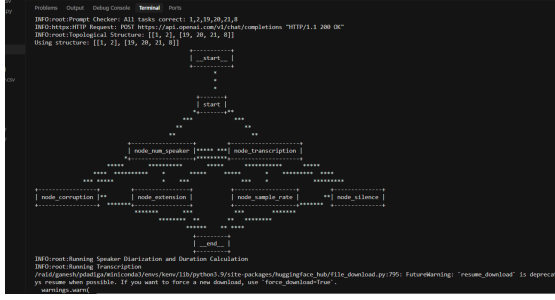 Problems Output Debug Console Terminal Ports
INFO:root:Prompt Checker: All tasks correct: 1,2,19,20,21,8
INFO:httpx:HTTP Request: POST https://api.openai.com/v1/chat/completions "HTTP/1.1 200 OK"
INFO:root:Topological Structure: [[1, 2], [19, 20, 21, 8]]
Using structure: [[1, 2], [19, 20, 21, 8]]
__start__
start
node_num_speaker node_transcription
node_corruption node_extension node_sample_rate node_silence
__end__
INFO:root:Running Speaker Diarization and Duration Calculation
INFO:root:Running Transcription
/raid/ganesh/pdadiga/miniconda3/envs/kenv/lib/python3.9/site-packages/huggingface_hub/file_download.py:795: FutureWarning: `resume_download` is deprecat
ys resume when possible. If you want to force a new download, use `force_download=True`.
warnings.warn(